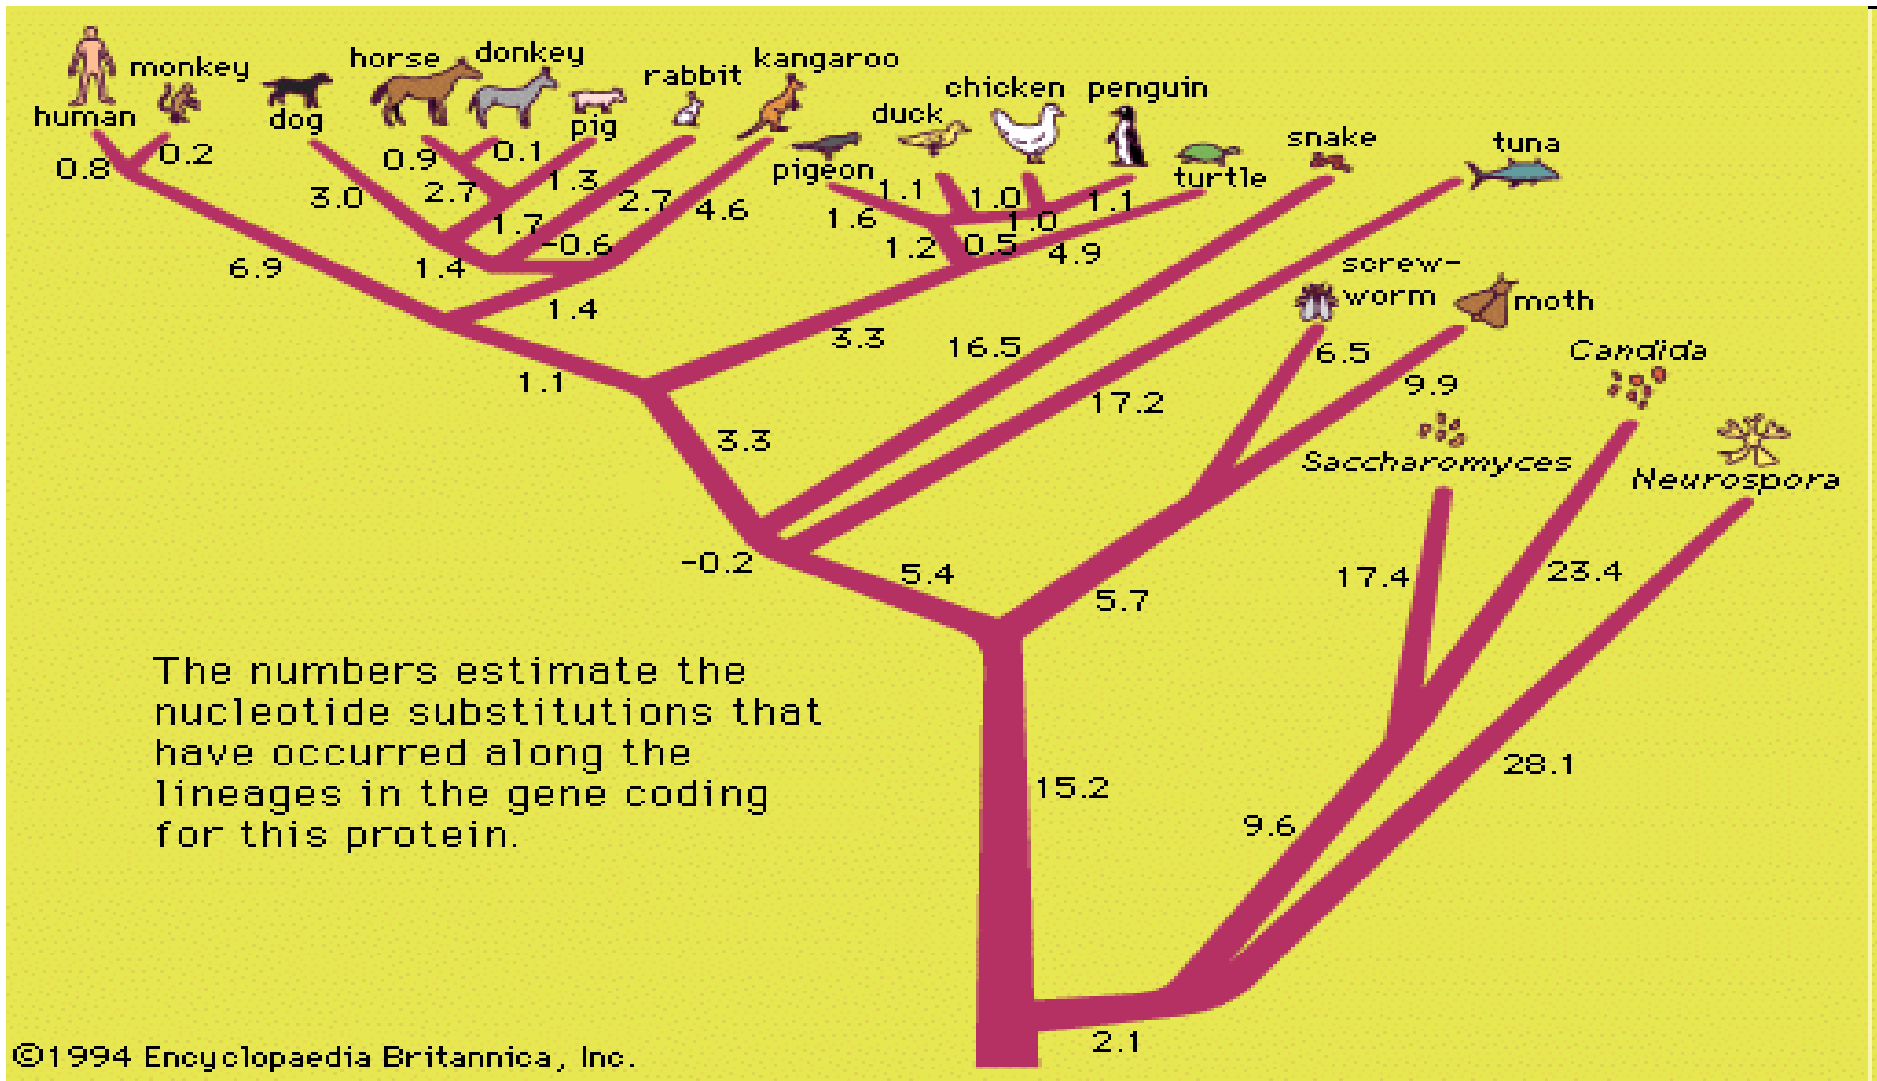 horse
donkey
kangaroo
monkey
rabbit
chicken
penguin
human
dog
pig
duck
snake
tuna
pigeon
turtle
0.8
0.2
0.9
0.1
3.0
2.7
1.3
1.7
2.7
4.6
-0.6
1.6
1.1
1.0
1.1
1.0
1.2
0.5
4.9
6.9
1.4
1.4
screw-
worm
moth
3.3
16.5
6.5
Candida
1.1
17.2
9.9
3.3
Saccharomyces
Neurospora
-0.2
5.4
5.7
17.4
23.4
The numbers estimate the
nucleotide substitutions that
have occurred along the
lineages in the gene coding
for this protein.
15.2
28.1
9.6
2.1
©1994 Encyclopaedia Britannica, Inc.